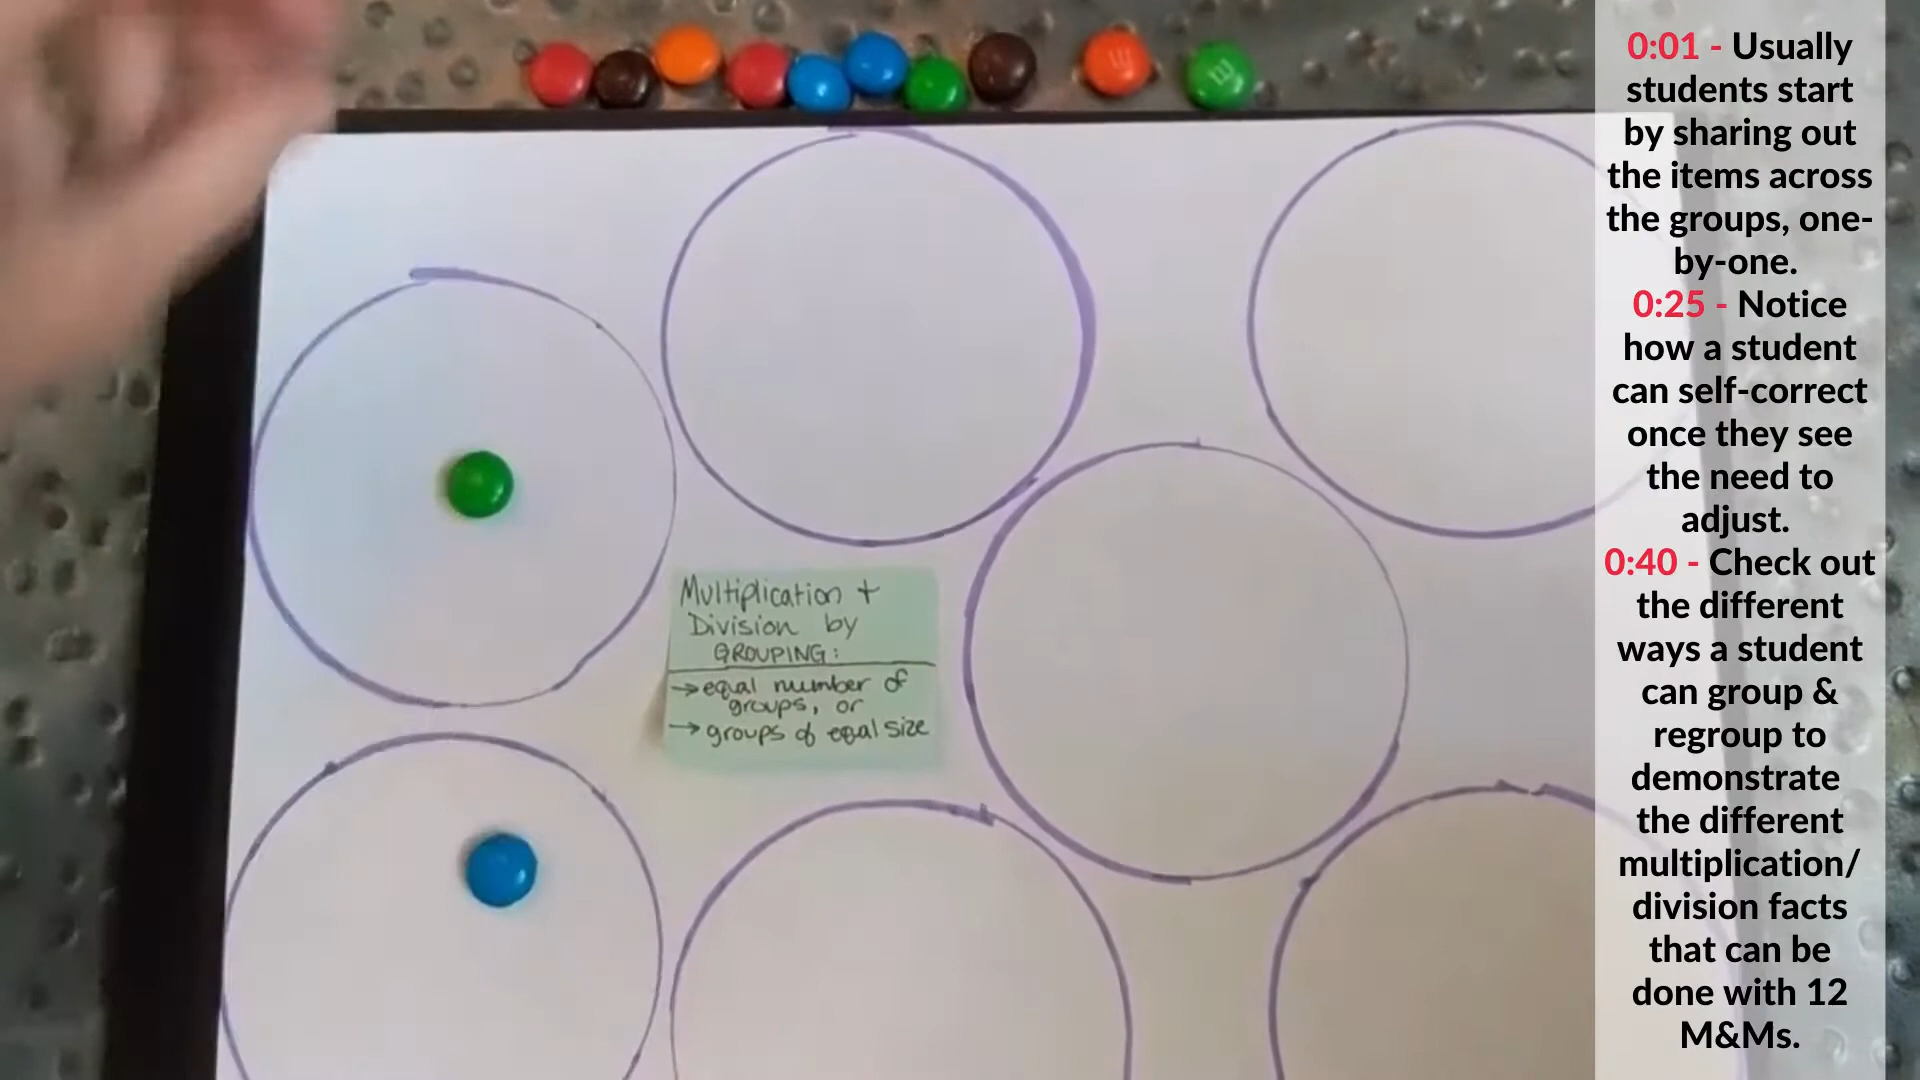 Multiplication +
Division by
GROUPING:
→ equal number of
groups, or
→ groups of equal size
0:01 - Usually
students start
by sharing out
the items across
the groups, one-
by-one.
0:25 - Notice
how a student
can self-correct
once they see
the need to
adjust.
0:40 - Check out
the different
ways a student
can group &
regroup to
demonstrate
the different
multiplication/
division facts
that can be
done with 12
M&Ms.